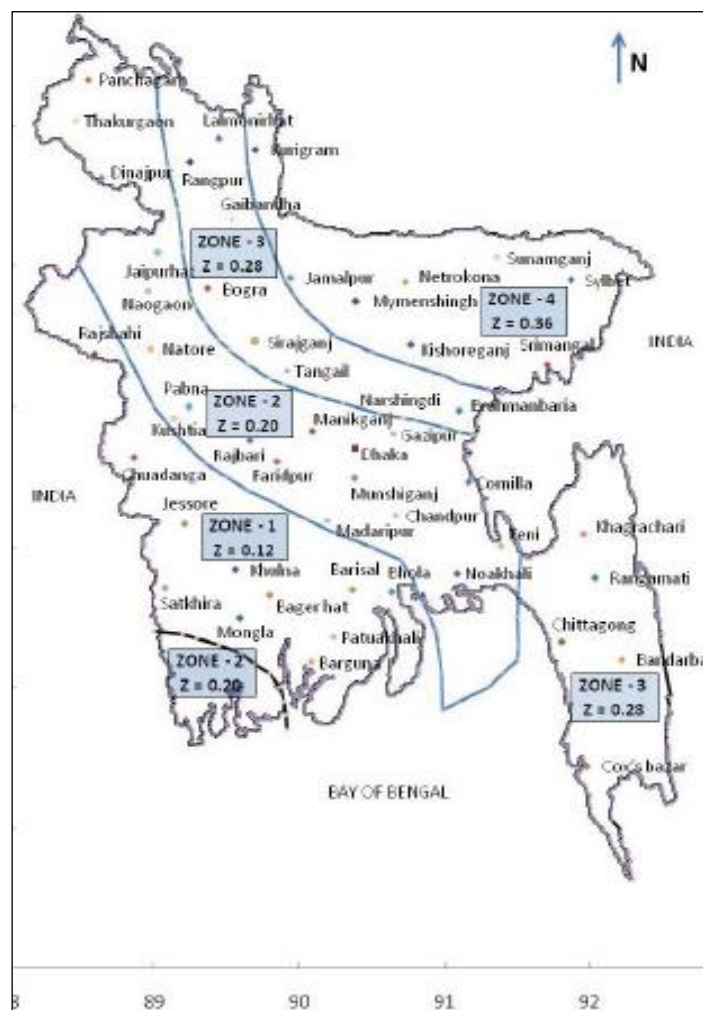 N
Panchagarh
Thakurgaon
Lalmonirhat
Kurigram
Dinajpur
Rangpur
Gaibandha
ZONE - 3
Z = 0.28
Sunamganj
Jaipurhat
Jamalpur
Netrokona
Sylhet
Naogaon
Bogra
Mymenshingh
ZONE - 4
Z = 0.36
Rajshahi
Natore
Sirajganj
Kishoreganj
Srimangal
INDIA
Tangail
Pabna
ZONE - 2
Z = 0.20
Narshingdi
Brahmanbaria
Kushtia
Manikganj
Gazipur
Rajbari
Dhaka
Chuadanga
Faridpur
INDIA
Munshiganj
Comilla
Jessore
Chandpur
ZONE - 1
Z = 0.12
Madaripur
Feni
Khagrachari
Khulna
Barisal
Bhola
Noakhali
Rangamati
Satkhira
Bagerhat
Mongla
Patuakhali
Chittagong
ZONE - 2
Z = 0.20
Barguna
Bandarba
ZONE - 3
Z = 0.28
Cox's bazar
BAY OF BENGAL
89
90
91
92